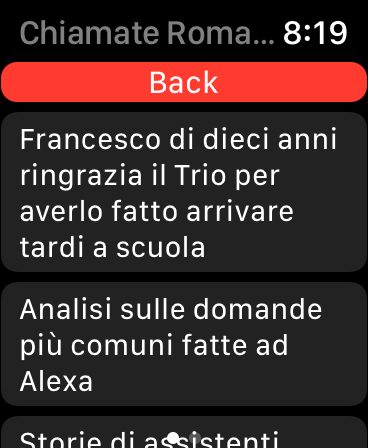 Chiamate Roma... 8:19
Back
Francesco di dieci anni
ringrazia il Trio per
averlo fatto arrivare
tardi a scuola
Analisi sulle domande
più comuni fatte ad
Alexa
Storie di assistenti